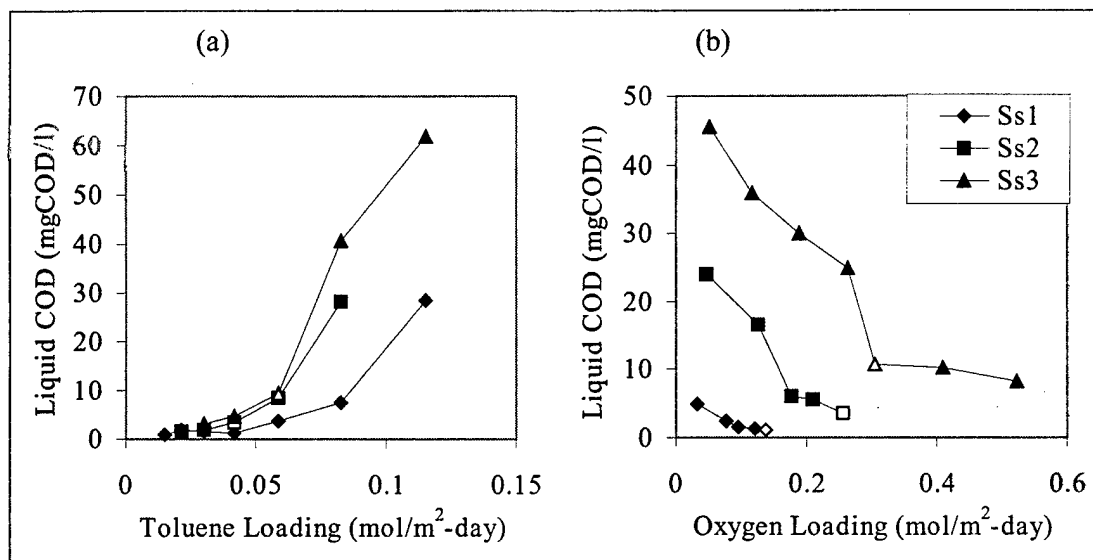 (a)
70
60
50
40
30
20
10
0
Liquid COD (mgCOD/l)
0 0.05 0.1 0.15
Toluene Loading (mol/m²-day)
(b)
50
40
30
20
10
0
Liquid COD (mgCOD/l)
0 0.2 0.4 0.6
Oxygen Loading (mol/m²-day)
Ss1
Ss2
Ss3